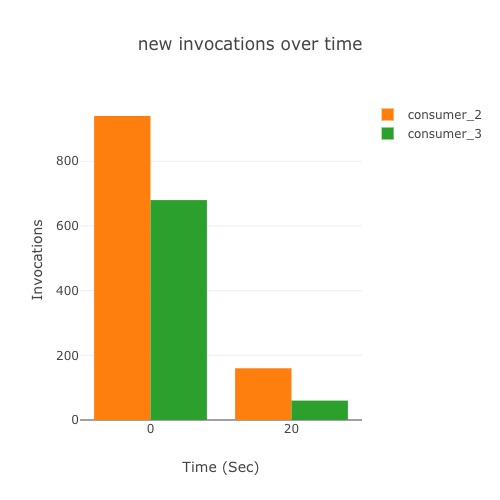 new invocations over time
consumer_2
consumer_3
Invocations
800
600
400
200
0
0
20
Time (Sec)